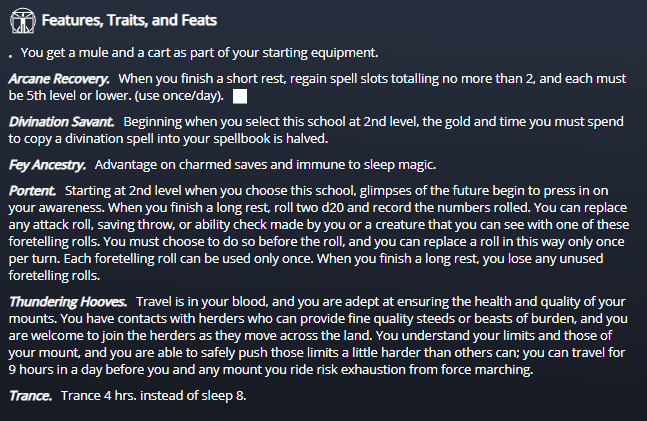 Features, Traits, and Feats
. You get a mule and a cart as part of your starting equipment.
Arcane Recovery. When you finish a short rest, regain spell slots totalling no more than 2, and each must
be 5th level or lower. (use once/day).
Divination Savant. Beginning when you select this school at 2nd level, the gold and time you must spend
to copy a divination spell into your spellbook is halved.
Fey Ancestry. Advantage on charmed saves and immune to sleep magic.
Portent. Starting at 2nd level when you choose this school, glimpses of the future begin to press in on
your awareness. When you finish a long rest, roll two d20 and record the numbers rolled. You can replace
any attack roll, saving throw, or ability check made by you or a creature that you can see with one of these
foretelling rolls. You must choose to do so before the roll, and you can replace a roll in this way only once
per turn. Each foretelling roll can be used only once. When you finish a long rest, you lose any unused
foretelling rolls.
Thundering Hooves. Travel is in your blood, and you are adept at ensuring the health and quality of your
mounts. You have contacts with herders who can provide fine quality steeds or beasts of burden, and you
are welcome to join the herders as they move across the land. You understand your limits and those of
your mount, and you are able to safely push those limits a little harder than others can; you can travel for
9 hours in a day before you and any mount you ride risk exhaustion from force marching.
Trance. Trance 4 hrs. instead of sleep 8.